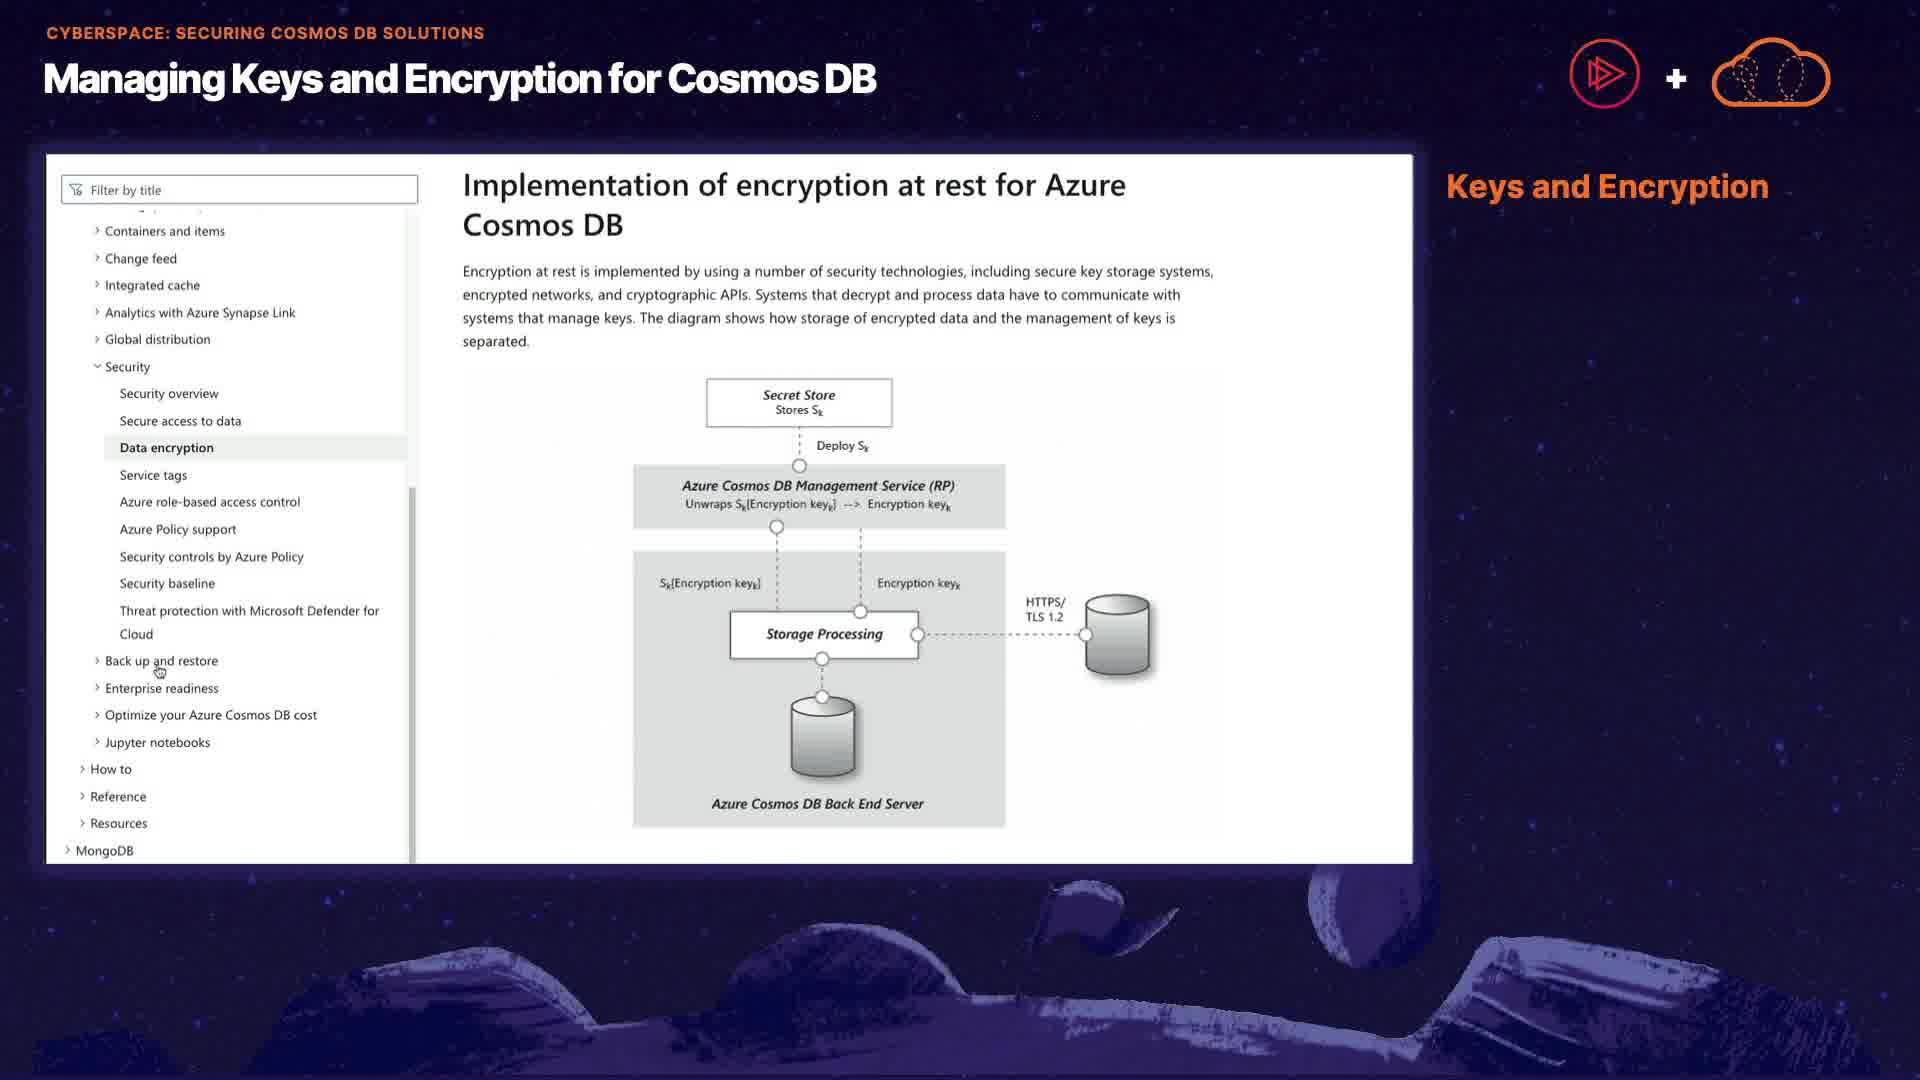 CYBERSPACE: SECURING COSMOS DB SOLUTIONS
Managing Keys and Encryption for Cosmos DB
+
Keys and Encryption
Filter by title
Containers and items
Change feed
Integrated cache
Analytics with Azure Synapse Link
Global distribution
Security
Security overview
Secure access to data
Data encryption
Service tags
Azure role-based access control
Azure Policy support
Security controls by Azure Policy
Security baseline
Threat protection with Microsoft Defender for
Cloud
Back up and restore
Enterprise readiness
Optimize your Azure Cosmos DB cost
Jupyter notebooks
How to
Reference
Resources
MongoDB
Implementation of encryption at rest for Azure
Cosmos DB
Encryption at rest is implemented by using a number of security technologies, including secure key storage systems,
encrypted networks, and cryptographic APIs. Systems that decrypt and process data have to communicate with
systems that manage keys. The diagram shows how storage of encrypted data and the management of keys is
separated.
Secret Store
Stores Sk
Deploy Sk
Azure Cosmos DB Management Service (RP)
Unwraps Sk[Encryption keyk] --> Encryption keyk
Sk[Encryption keyk]
Encryption keyk
HTTPS/
TLS 1.2
Storage Processing
Azure Cosmos DB Back End Server